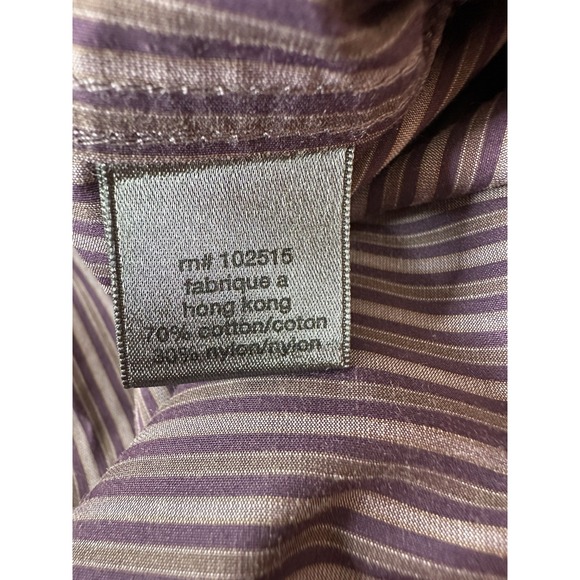 rn# 102515
fabrique a
hong kong
70% cotton/coton
30% nylon/nylon